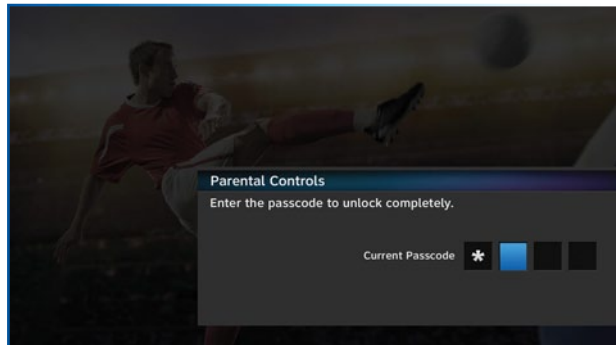 Parental Controls
Enter the passcode to unlock completely.
Current Passcode *